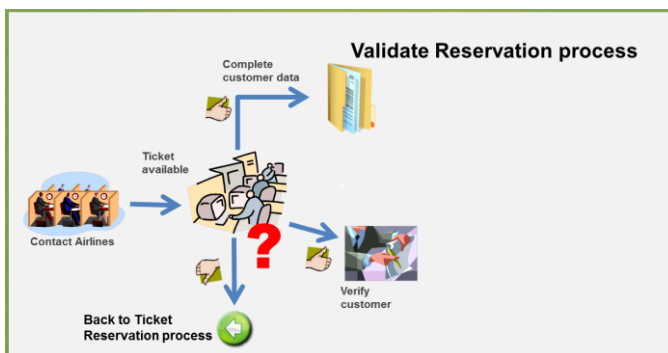 Validate Reservation process
Complete
customer data
Ticket
available
Contact Airlines
?
Verify
customer
Back to Ticket
Reservation process